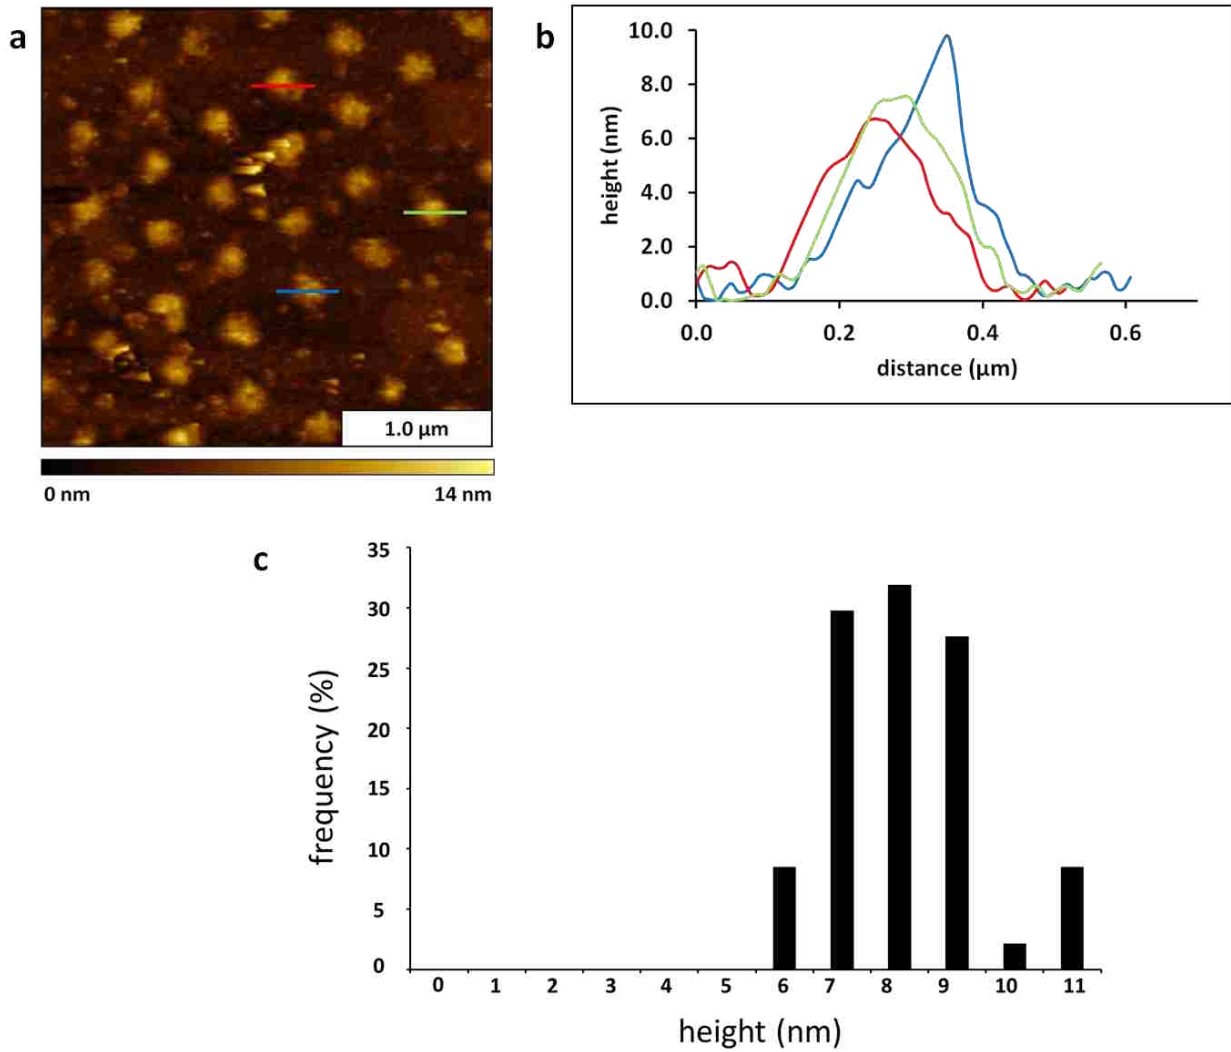 a
1.0 µm
0 nm
14 nm
b
10.0
8.0
6.0
4.0
2.0
0.0
height (nm)
0.0 0.2 0.4 0.6
distance (µm)
c
35
30
25
20
15
10
5
0
frequency (%)
0 1 2 3 4 5 6 7 8 9 10 11
height (nm)